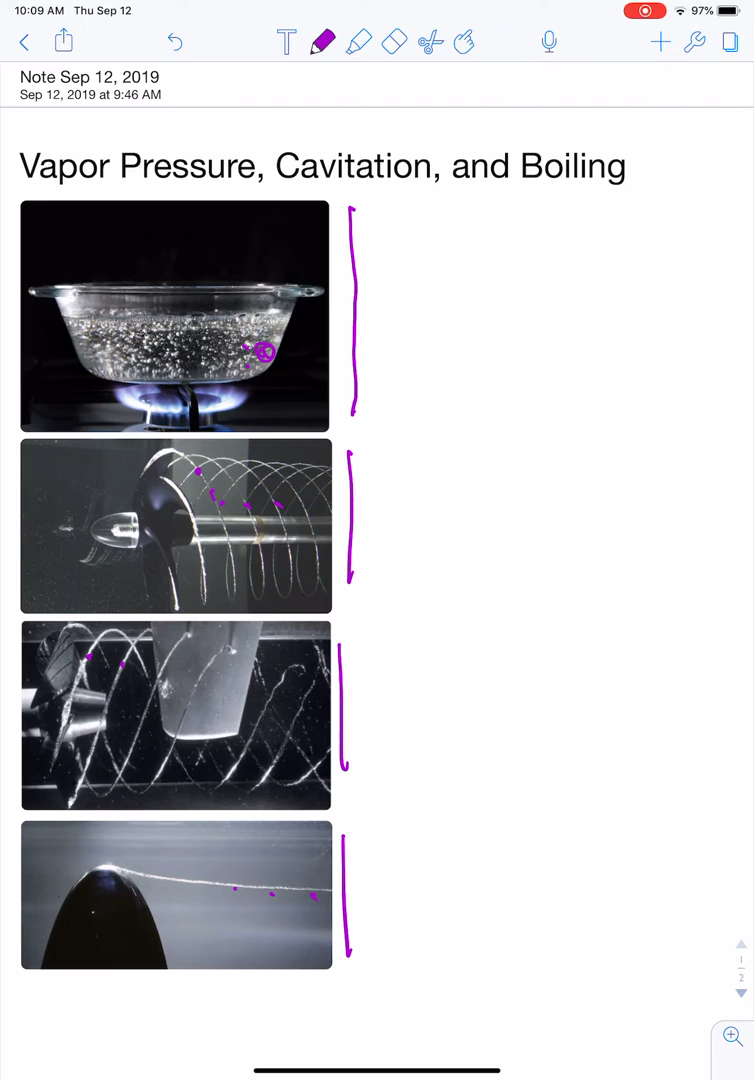 10:09 AM Thu Sep 12
97%
T
Note Sep 12, 2019
Sep 12, 2019 at 9:46 AM
Vapor Pressure, Cavitation, and Boiling
1
2